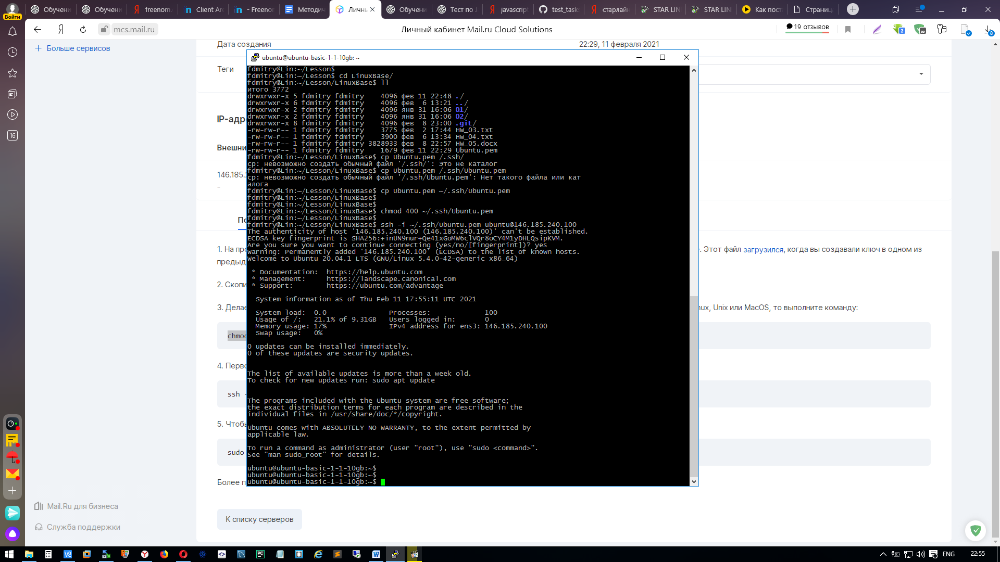 Обучени
Обучени
freenom.
Client Are
- Freenor
Методич
Личны
Обучени
Тест по J
javascript
test_task
старлайн
STAR LIN
STAR LIN
Как пост
Страниц
Войти
mcs.mail.ru
Личный кабинет Mail.ru Cloud Solutions
19 отзывов
8
16
Больше сервисов
Дата создания
22:29, 11 февраля 2021
Теги
IP-адр
Внешни
146.185.
-
По
1. На пр
. Этот файл загрузился, когда вы создавали ключ в одном из
предыд
2. Скопи
3. Делае
nux, Unix или MacOS, то выполните команду:
chmod
4. Перво
ssh -
5. Чтобы
sudo
Более п
К списку серверов
Mail.Ru для бизнеса
Служба поддержки
ubuntu@ubuntu-basic-1-1-10gb: ~
fdmitry@Lin:~/Lesson$
fdmitry@Lin:~/Lesson$ cd LinuxBase/
fdmitry@Lin:~/Lesson/LinuxBase$ ll
итого 3772
drwxrwxr-x 5 fdmitry fdmitry    4096 фев 11 22:48 ./
drwxrwxr-x 6 fdmitry fdmitry    4096 фев  6 13:21 ../
drwxrwxr-x 2 fdmitry fdmitry    4096 янв 31 16:06 01/
drwxrwxr-x 2 fdmitry fdmitry    4096 янв 31 16:06 02/
drwxrwxr-x 8 fdmitry fdmitry    4096 фев  8 23:00 .git/
-rw-rw-r-- 1 fdmitry fdmitry    3775 фев  2 17:44 HW_03.txt
-rw-rw-r-- 1 fdmitry fdmitry    3900 фев  6 13:34 HW_04.txt
-rw-rw-r-- 1 fdmitry fdmitry 3828933 фев  8 22:57 HW_05.docx
-rw-rw-r-- 1 fdmitry fdmitry    1679 фев 11 22:29 Ubuntu.pem
fdmitry@Lin:~/Lesson/LinuxBase$ cp Ubuntu.pem /.ssh/
cp: невозможно создать обычный файл '/.ssh/': Это не каталог
fdmitry@Lin:~/Lesson/LinuxBase$ cp Ubuntu.pem /.ssh/Ubuntu.pem
cp: невозможно создать обычный файл '/.ssh/Ubuntu.pem': Нет такого файла или кат
алога
fdmitry@Lin:~/Lesson/LinuxBase$ cp Ubuntu.pem ~/.ssh/Ubuntu.pem
fdmitry@Lin:~/Lesson/LinuxBase$
fdmitry@Lin:~/Lesson/LinuxBase$
fdmitry@Lin:~/Lesson/LinuxBase$ chmod 400 ~/.ssh/Ubuntu.pem
fdmitry@Lin:~/Lesson/LinuxBase$
fdmitry@Lin:~/Lesson/LinuxBase$ ssh -i ~/.ssh/Ubuntu.pem ubuntu@146.185.240.100
The authenticity of host '146.185.240.100 (146.185.240.100)' can't be established.
ECDSA key fingerprint is SHA256:+inUN9nur+Qe41xGoMW6clVQr8oCY4M1yDHLQsipKVM.
Are you sure you want to continue connecting (yes/no/[fingerprint])? yes
Warning: Permanently added '146.185.240.100' (ECDSA) to the list of known hosts.
Welcome to Ubuntu 20.04.1 LTS (GNU/Linux 5.4.0-42-generic x86_64)
* Documentation:  https://help.ubuntu.com
* Management:     https://landscape.canonical.com
* Support:        https://ubuntu.com/advantage
System information as of Thu Feb 11 17:55:11 UTC 2021
System load:  0.0               Processes:             100
Usage of /:   21.1% of 9.31GB   Users logged in:       0
Memory usage: 17%               IPv4 address for ens3: 146.185.240.100
Swap usage:   0%
0 updates can be installed immediately.
0 of these updates are security updates.
The list of available updates is more than a week old.
To check for new updates run: sudo apt update
The programs included with the Ubuntu system are free software;
the exact distribution terms for each program are described in the
individual files in /usr/share/doc/*/copyright.
Ubuntu comes with ABSOLUTELY NO WARRANTY, to the extent permitted by
applicable law.
To run a command as administrator (user "root"), use "sudo <command>".
See "man sudo_root" for details.
ubuntu@ubuntu-basic-1-1-10gb:~$
ubuntu@ubuntu-basic-1-1-10gb:~$
ubuntu@ubuntu-basic-1-1-10gb:~$
ENG
22:55